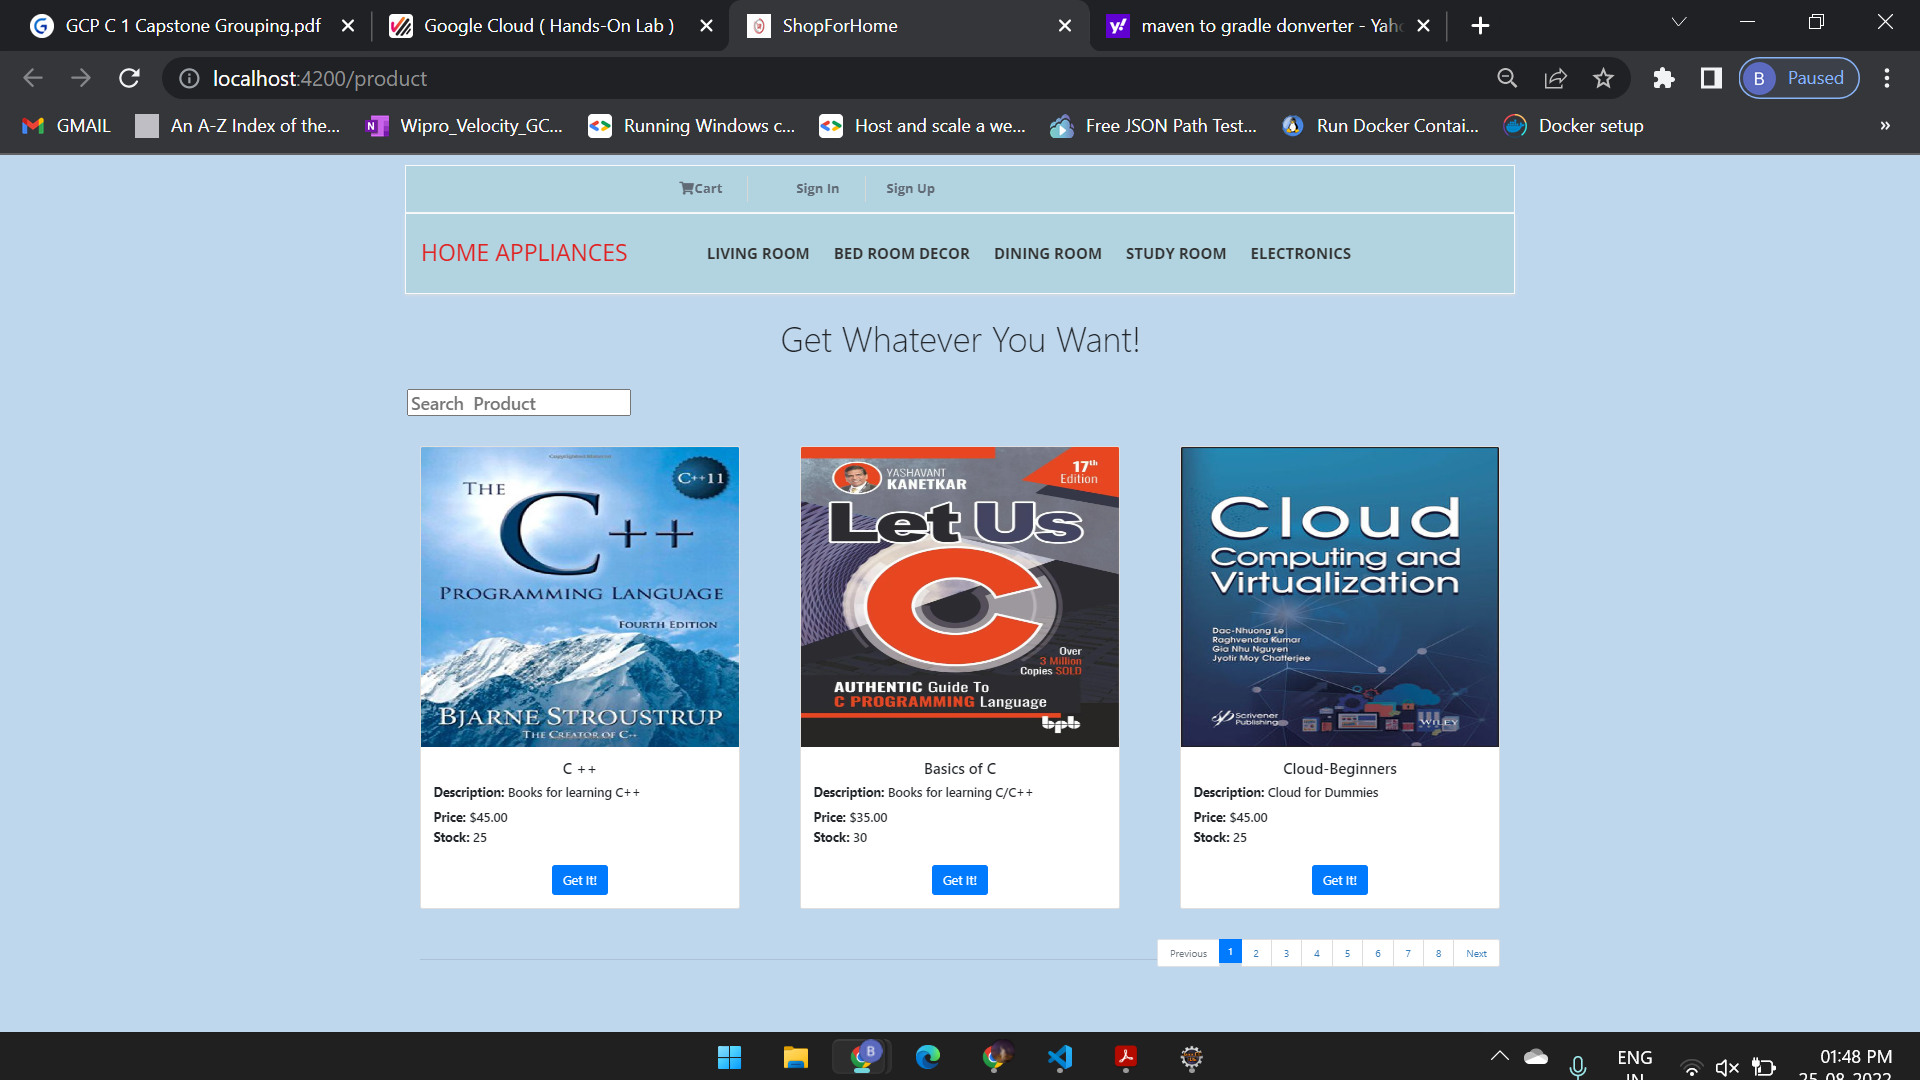 GCP C 1 Capstone Grouping.pdf
Google Cloud ( Hands-On Lab )
ShopForHome
maven to gradle donverter - Yaho
localhost:4200/product
B Paused
GMAIL
An A-Z Index of the...
Wipro_Velocity_GC...
Running Windows c...
Host and scale a we...
Free JSON Path Test...
Run Docker Contai...
Docker setup
»
Cart
Sign In
Sign Up
HOME APPLIANCES
LIVING ROOM
BED ROOM DECOR
DINING ROOM
STUDY ROOM
ELECTRONICS
Get Whatever You Want!
Search Product
C++11
THE
C++
PROGRAMMING LANGUAGE
FOURTH EDITION
BJARNE STROUSTRUP
THE CREATOR OF C++
C ++
Description: Books for learning C++
Price: $45.00
Stock: 25
Get It!
YASHAVANT
KANETKAR
17th
Edition
Let Us
C
Over
3 Million
Copies SOLD
AUTHENTIC Guide To
C PROGRAMMING Language
bpb
Basics of C
Description: Books for learning C/C++
Price: $35.00
Stock: 30
Get It!
Cloud
Computing and
Virtualization
Dac-Nhuong Le
Raghvendra Kumar
Gia Nhu Nguyen
Jyotir Moy Chatterjee
Scrivener
Publishing
WILEY
Cloud-Beginners
Description: Cloud for Dummies
Price: $45.00
Stock: 25
Get It!
Previous 1 2 3 4 5 6 7 8 Next
B
ENG
IN
01:48 PM
25-08-2022